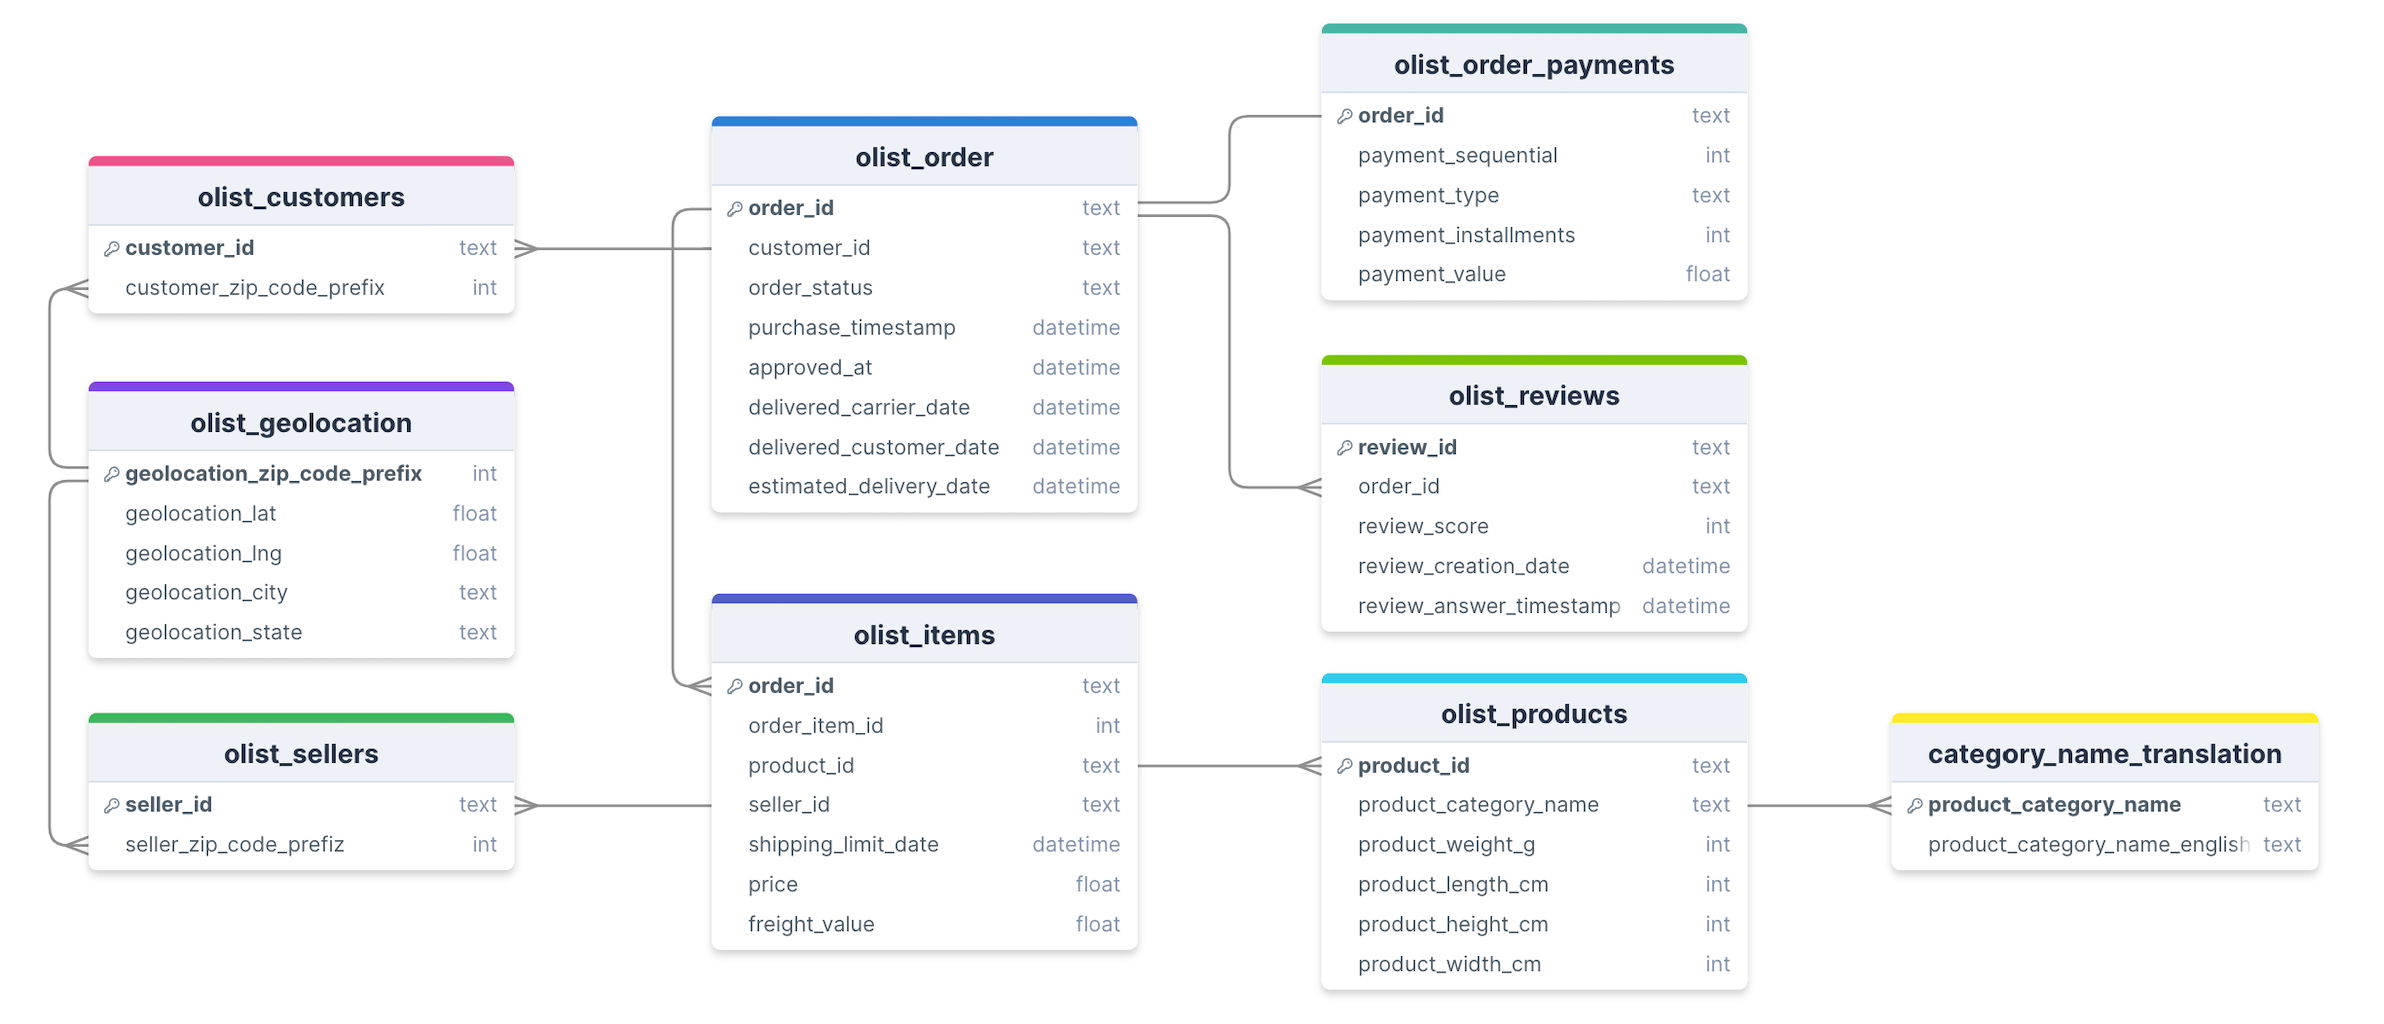 olist_customers
customer_id text
customer_zip_code_prefix int
olist_geolocation
geolocation_zip_code_prefix int
geolocation_lat float
geolocation_lng float
geolocation_city text
geolocation_state text
olist_sellers
seller_id text
seller_zip_code_prefiz int
olist_order
order_id text
customer_id text
order_status text
purchase_timestamp datetime
approved_at datetime
delivered_carrier_date datetime
delivered_customer_date datetime
estimated_delivery_date datetime
olist_items
order_id text
order_item_id int
product_id text
seller_id text
shipping_limit_date datetime
price float
freight_value float
olist_order_payments
order_id text
payment_sequential int
payment_type text
payment_installments int
payment_value float
olist_reviews
review_id text
order_id text
review_score int
review_creation_date datetime
review_answer_timestamp datetime
olist_products
product_id text
product_category_name text
product_weight_g int
product_length_cm int
product_height_cm int
product_width_cm int
category_name_translation
product_category_name text
product_category_name_english text